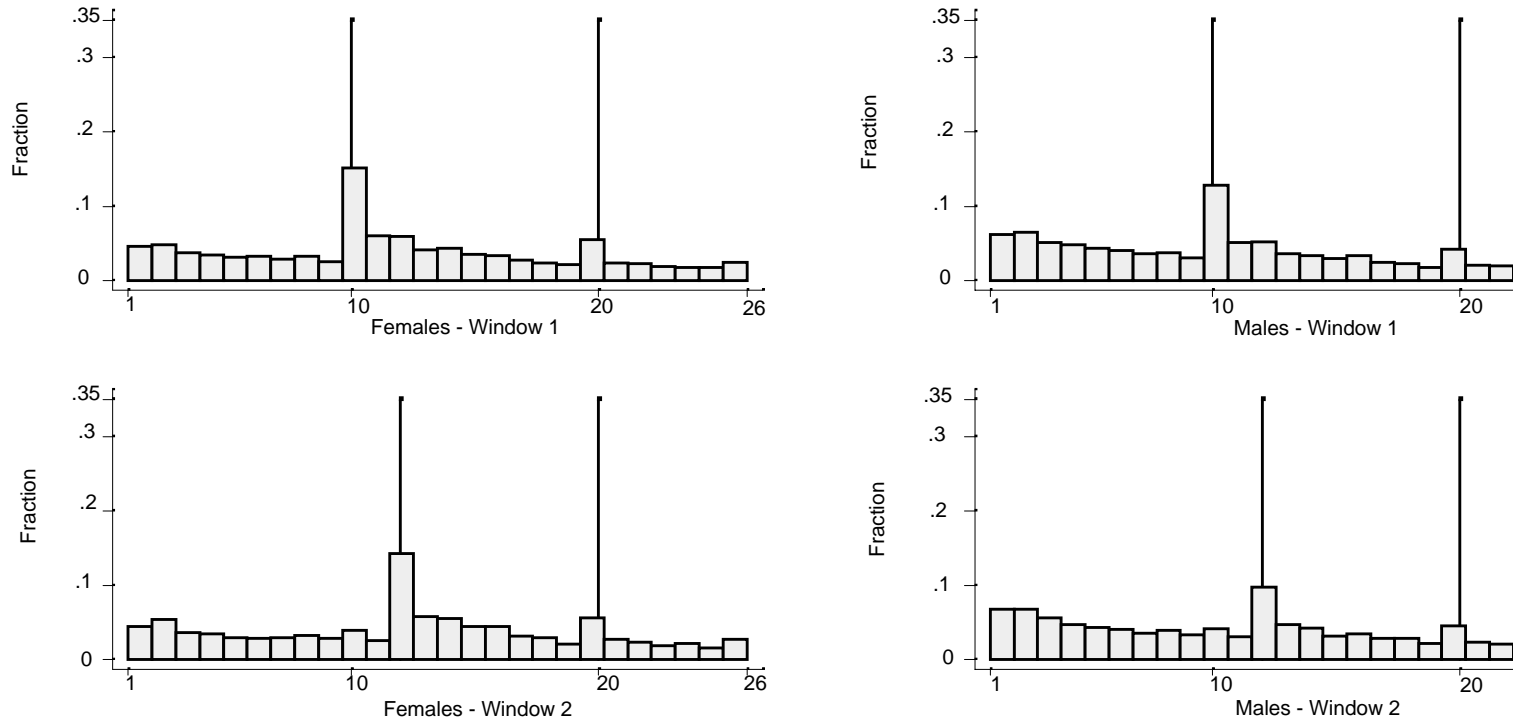 .35
.3
.2
.1
0
Fraction
1 10 20 26
Females - Window 1
.35
.3
.2
.1
0
Fraction
1 10 20
Males - Window 1
.35
.3
.2
.1
0
Fraction
1 10 20 26
Females - Window 2
.35
.3
.2
.1
0
Fraction
1 10 20
Males - Window 2